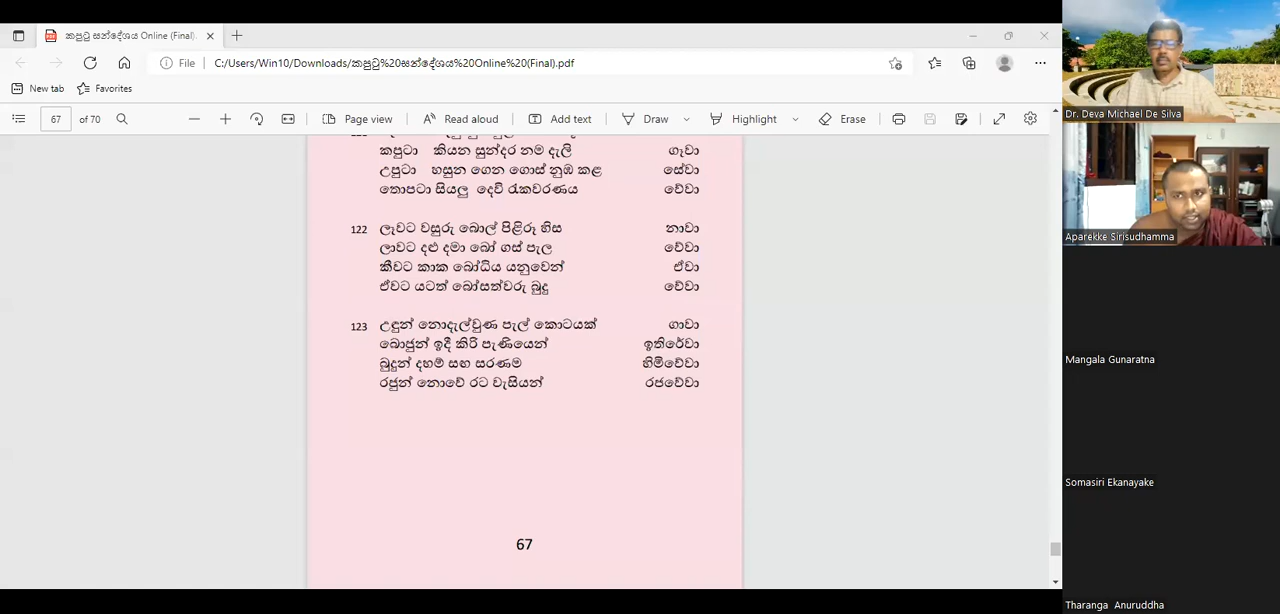 කපුටු සන්දේශය Online (Final).
File C:/Users/Win10/Downloads/කපුටු%20සන්දේශය%20Online%20(Final).pdf
New tab Favorites
67 of 70 Page view Read aloud Add text Draw Highlight Erase
කපුටා කියන සුන්දර නම දැලි ගෑවා
උපුටා හසුන ගෙන ගොස් නුඹ කළ සේවා
තොපටා සියලු දෙවි රැකවරණය වේවා
122 ලෑවට වසුරු බොල් පිළිරූ හිස නාවා
ලාවට දළු දමා බෝ ගස් පැල වේවා
කීවට කාක බෝධිය යනුවෙන් ඒවා
ඒවට යටත් බෝසත්වරු බුදු වේවා
123 උඳුන් නොදැල්වුණ පැල් කොටයක් ගාවා
බොජුන් ඉදී කිරි පැණියෙන් ඉතිරේවා
බුදුන් දහම් සඟ සරණම හිමිවේවා
රජුන් නොවේ රට වැසියන් රජවේවා
67
Dr. Deva Michael De Silva
Aparekke Sirisudhamma
Mangala Gunaratna
Somasiri Ekanayake
Tharanga Anuruddha